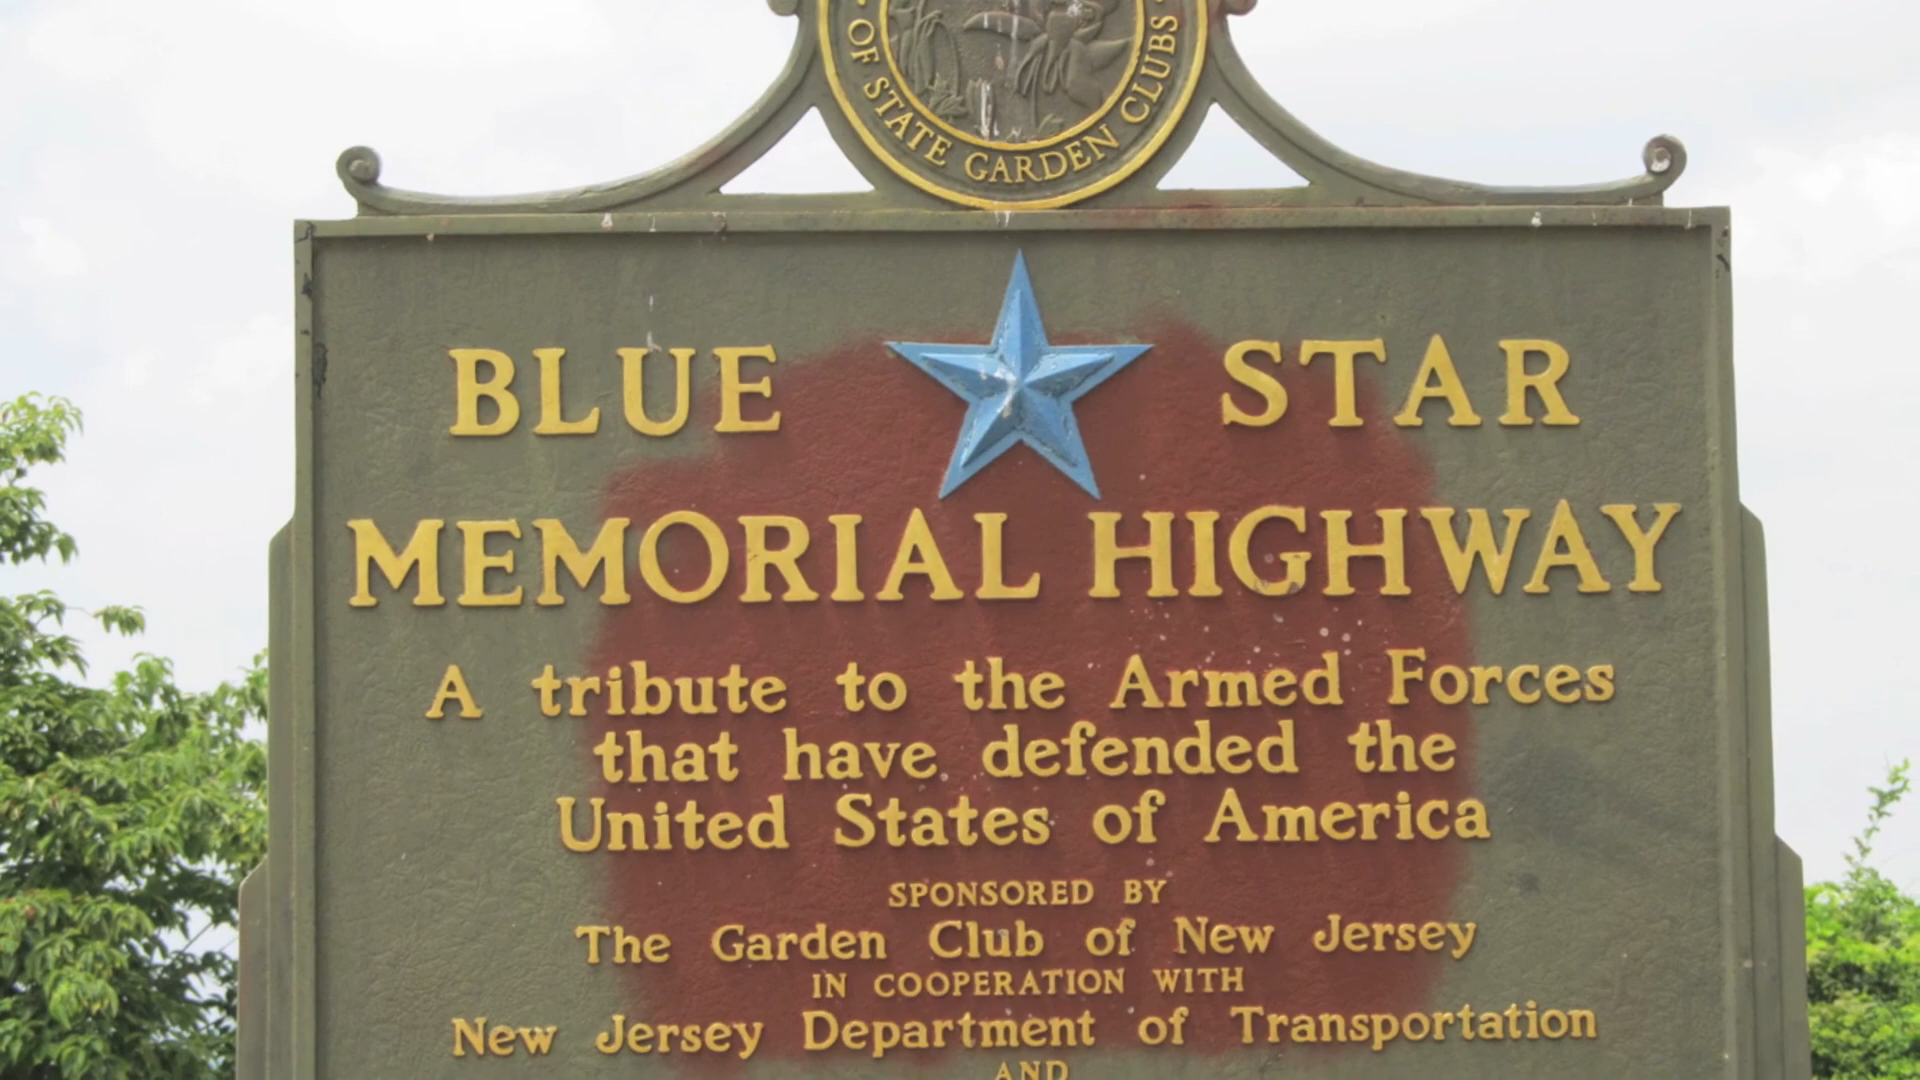 OF STATE GARDEN CLUBS
BLUE STAR
MEMORIAL HIGHWAY
A tribute to the Armed Forces
that have defended the
United States of America
SPONSORED BY
The Garden Club of New Jersey
IN COOPERATION WITH
New Jersey Department of Transportation
AND